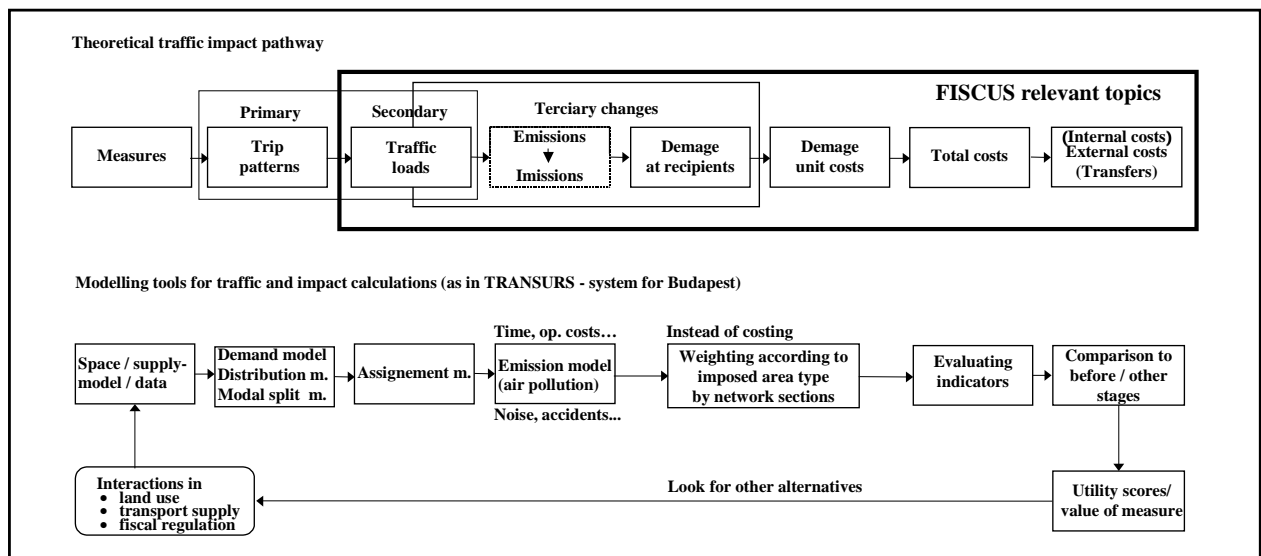 Theoretical traffic impact pathway
FISCUS relevant topics
Primary
Secondary
Terciary changes
Measures
Trip
patterns
Traffic
loads
Emissions
Imissions
Demage
at recipients
Demage
unit costs
Total costs
(Internal costs)
External costs
(Transfers)
Modelling tools for traffic and impact calculations (as in TRANSURS - system for Budapest)
Space / supply-
model / data
Demand model
Distribution m.
Modal split m.
Assignement m.
Time, op. costs…
Emission model
(air pollution)
Noise, accidents...
Instead of costing
Weighting according to
imposed area type
by network sections
Evaluating
indicators
Comparison to
before / other
stages
Interactions in
• land use
• transport supply
• fiscal regulation
Look for other alternatives
Utility scores/
value of measure